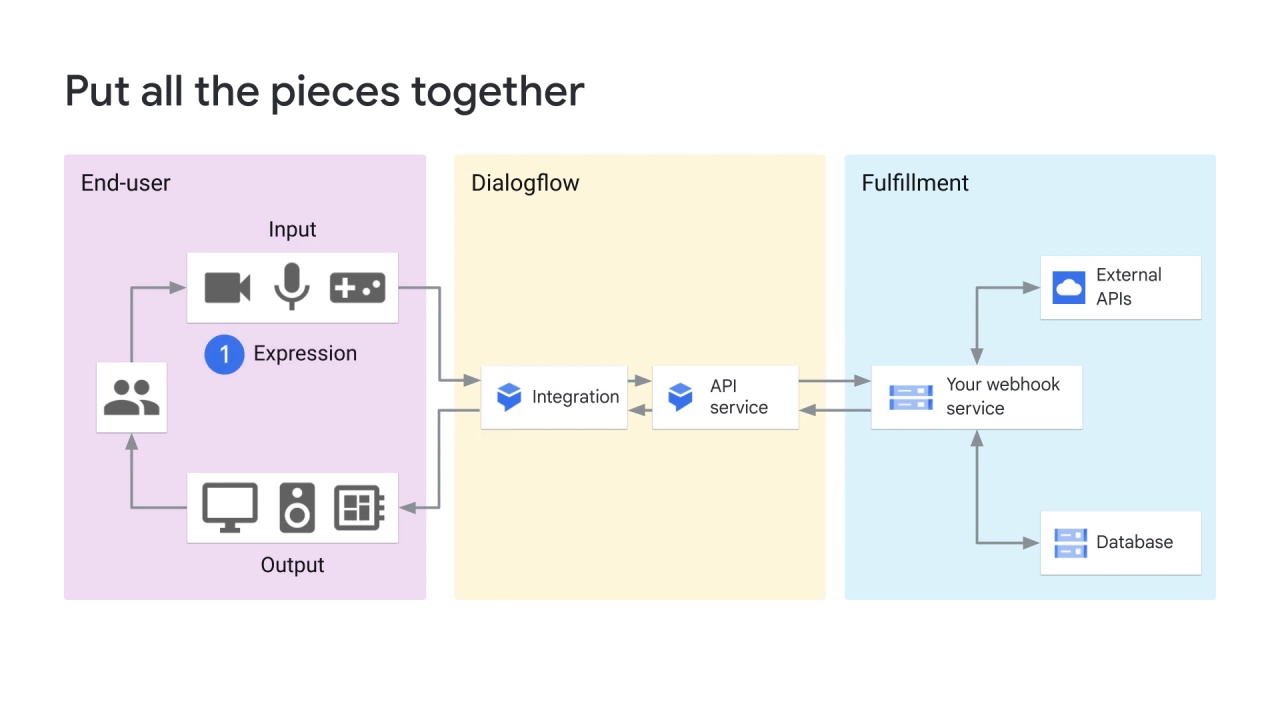 Put all the pieces together
End-user
Input
1 Expression
Output
Dialogflow
Integration
API
service
Fulfillment
External
APIs
Your webhook
service
Database